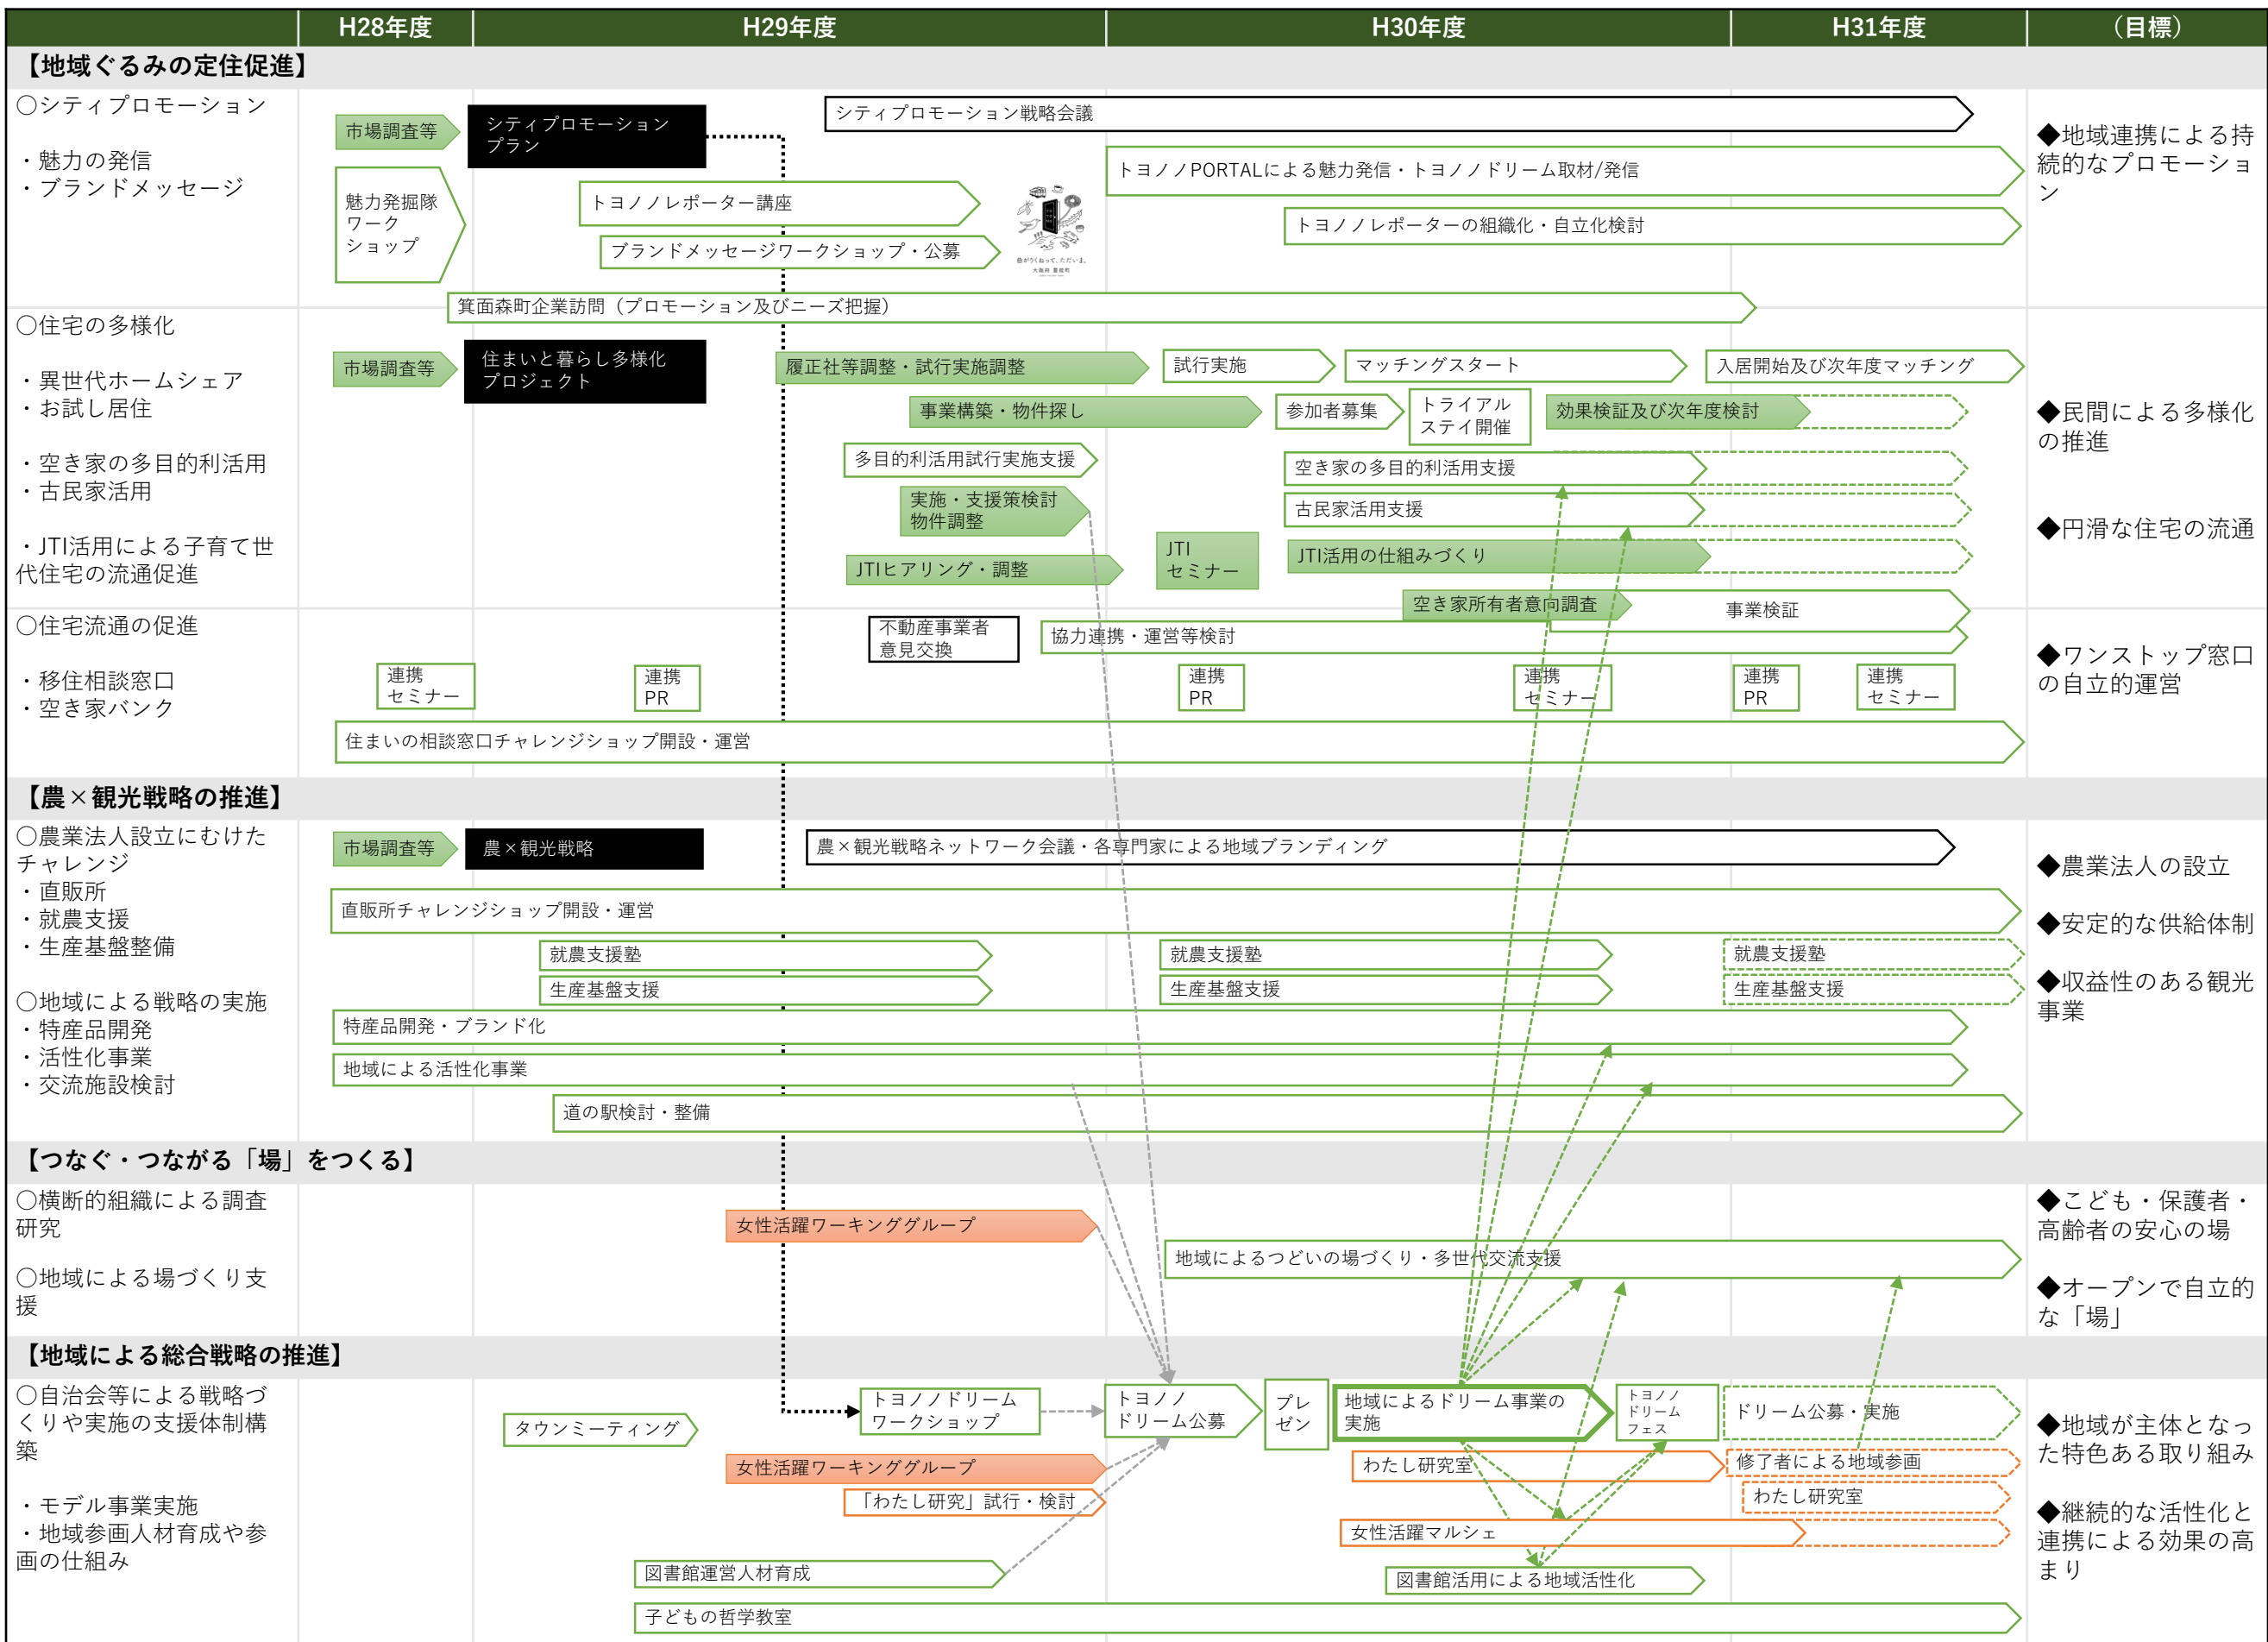 H28年度
H29年度
H30年度
H31年度
（目標）
【地域ぐるみの定住促進】
○シティプロモーション
・魅力の発信
・ブランドメッセージ
市場調査等
シティプロモーション
プラン
シティプロモーション戦略会議
魅力発掘隊
ワーク
ショップ
トヨノノレポーター講座
ブランドメッセージワークショップ・公募
トヨノノPORTALによる魅力発信・トヨノノドリーム取材/発信
トヨノノレポーターの組織化・自立化検討
箕面森町企業訪問（プロモーション及びニーズ把握）
◆地域連携による持
続的なプロモーショ
ン
曲がりくねって、ただいま。
大阪府 豊能町
○住宅の多様化
・異世代ホームシェア
・お試し居住
・空き家の多目的利活用
・古民家活用
・JTI活用による子育て世
代住宅の流通促進
市場調査等
住まいと暮らし多様化
プロジェクト
履正社等調整・試行実施調整
試行実施
マッチングスタート
入居開始及び次年度マッチング
事業構築・物件探し
参加者募集
トライアル
ステイ開催
効果検証及び次年度検討
多目的利活用試行実施支援
空き家の多目的利活用支援
実施・支援策検討
物件調整
古民家活用支援
JTIヒアリング・調整
JTI
セミナー
JTI活用の仕組みづくり
◆民間による多様化
の推進
◆円滑な住宅の流通
○住宅流通の促進
・移住相談窓口
・空き家バンク
空き家所有者意向調査
事業検証
不動産事業者
意見交換
協力連携・運営等検討
連携
セミナー
連携
PR
連携
PR
連携
セミナー
連携
PR
連携
セミナー
住まいの相談窓口チャレンジショップ開設・運営
◆ワンストップ窓口
の自立的運営
【農×観光戦略の推進】
○農業法人設立にむけた
チャレンジ
・直販所
・就農支援
・生産基盤整備
○地域による戦略の実施
・特産品開発
・活性化事業
・交流施設検討
市場調査等
農×観光戦略
農×観光戦略ネットワーク会議・各専門家による地域ブランディング
直販所チャレンジショップ開設・運営
就農支援塾
就農支援塾
就農支援塾
生産基盤支援
生産基盤支援
生産基盤支援
特産品開発・ブランド化
地域による活性化事業
道の駅検討・整備
◆農業法人の設立
◆安定的な供給体制
◆収益性のある観光
事業
【つなぐ・つながる「場」をつくる】
○横断的組織による調査
研究
○地域による場づくり支
援
女性活躍ワーキンググループ
地域によるつどいの場づくり・多世代交流支援
◆こども・保護者・
高齢者の安心の場
◆オープンで自立的
な「場」
【地域による総合戦略の推進】
○自治会等による戦略づ
くりや実施の支援体制構
築
・モデル事業実施
・地域参画人材育成や参
画の仕組み
タウンミーティング
トヨノノドリーム
ワークショップ
トヨノノ
ドリーム公募
プレ
ゼン
地域によるドリーム事業の
実施
トヨノノ
ドリーム
フェス
ドリーム公募・実施
女性活躍ワーキンググループ
わたし研究室
修了者による地域参画
「わたし研究」試行・検討
わたし研究室
女性活躍マルシェ
図書館運営人材育成
図書館活用による地域活性化
子どもの哲学教室
◆地域が主体となっ
た特色ある取り組み
◆継続的な活性化と
連携による効果の高
まり